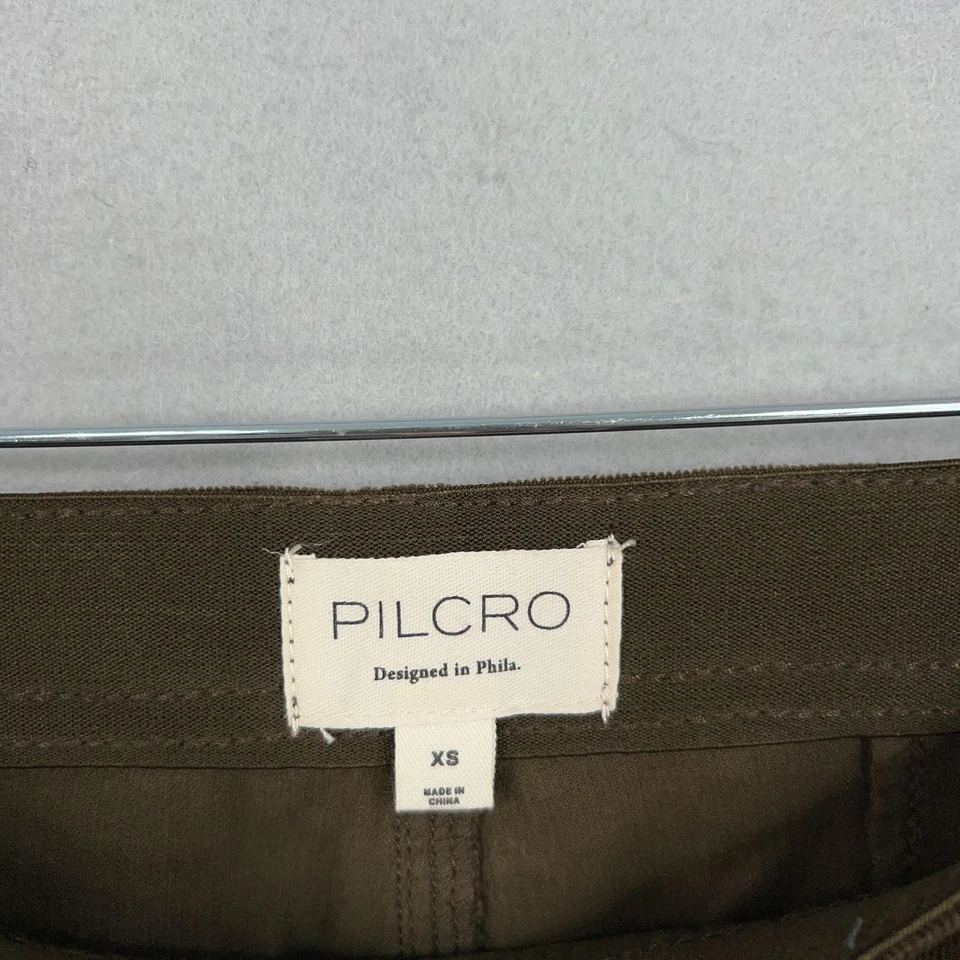 PILCRO
Designed in Phila.
XS
MADE IN
CHINA